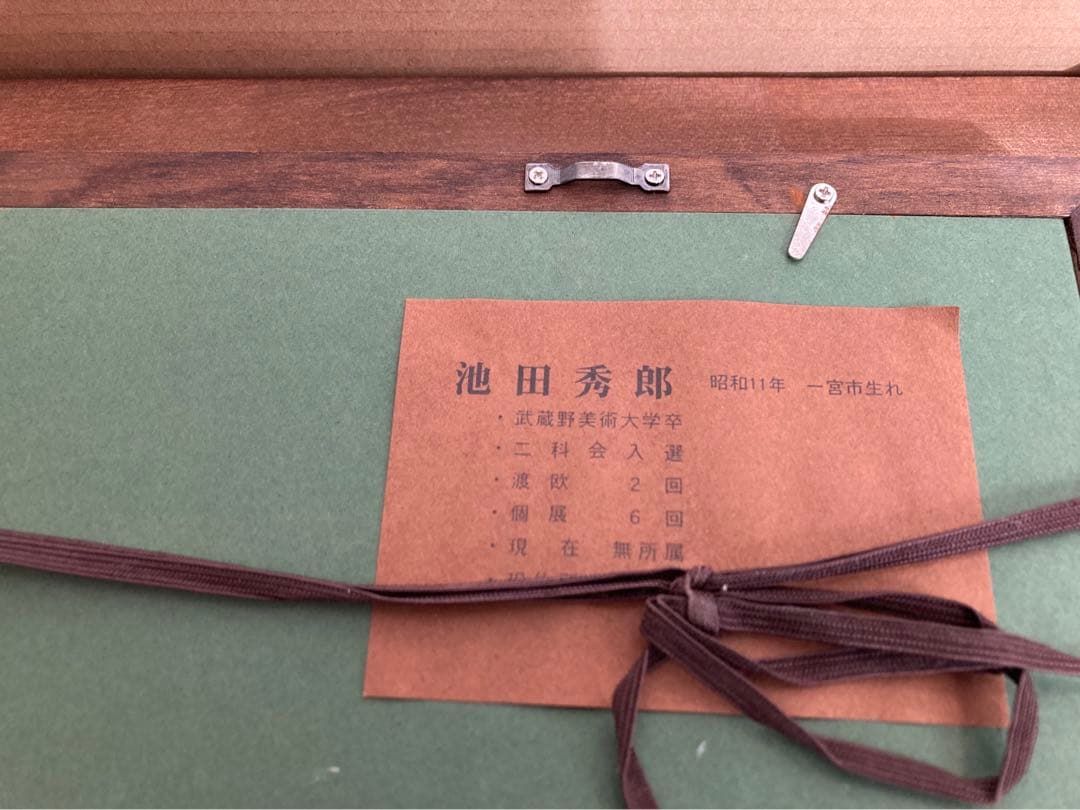 池田秀郎 昭和11年 一宮市生れ
・武蔵野美術大学卒
・二科会入選
・渡欧 2回
・個展 6回
・現在 無所属